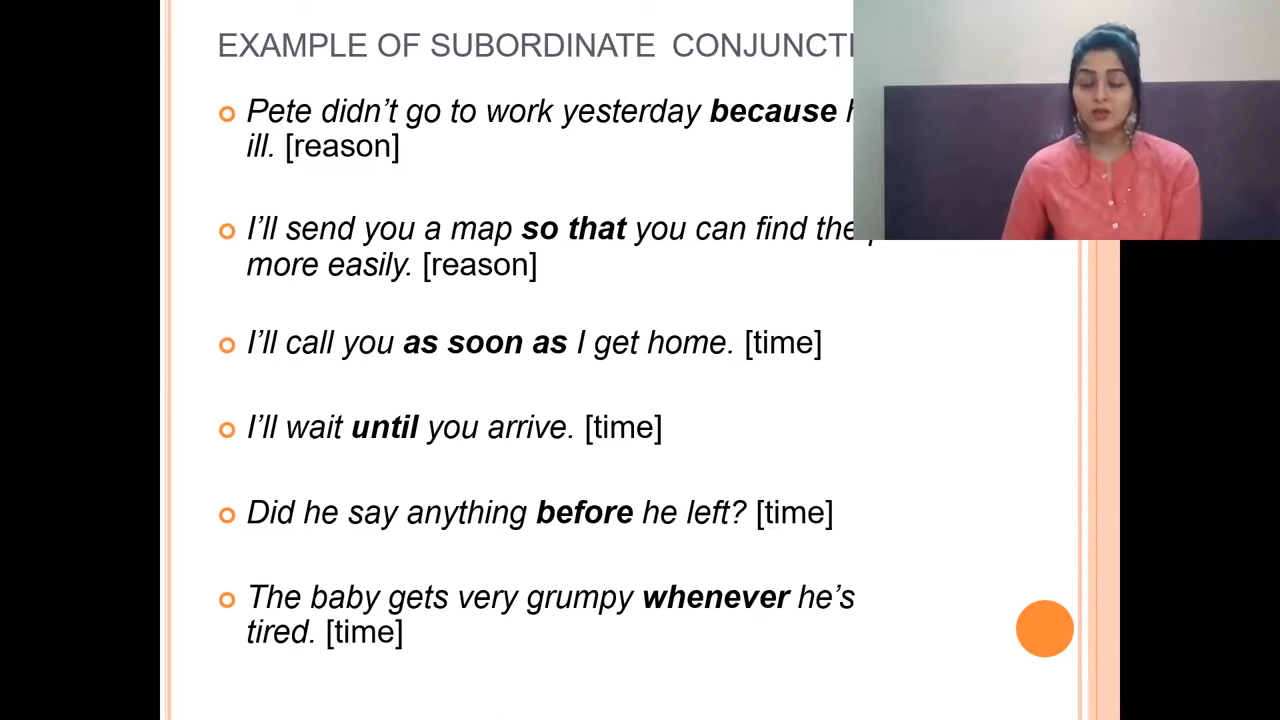 EXAMPLE OF SUBORDINATE CONJUNCTI
Pete didn't go to work yesterday because
ill. [reason]
I'll send you a map so that you can find the
more easily. [reason]
I'll call you as soon as I get home. [time]
I'll wait until you arrive. [time]
Did he say anything before he left? [time]
The baby gets very grumpy whenever he's
tired. [time]